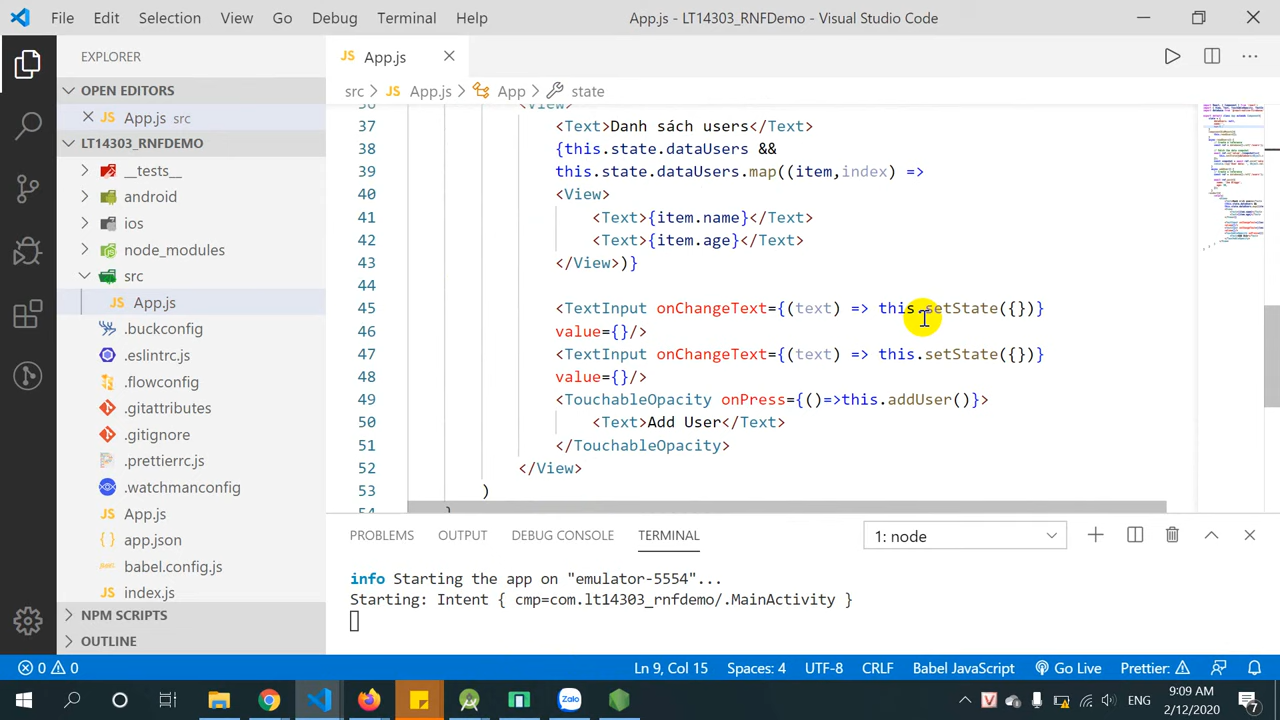 File Edit Selection View Go Debug Terminal Help App.js - LT14303_RNFDemo - Visual Studio Code
EXPLORER
OPEN EDITORS
App.js src
LT14303_RNFDEMO
__tests__
android
ios
node_modules
src
JS App.js
.buckconfig
.eslintrc.js
.flowconfig
.gitattributes
.gitignore
.prettierrc.js
.watchmanconfig
JS App.js
app.json
babel.config.js
JS index.js
NPM SCRIPTS
OUTLINE
JS App.js
src JS App.js App state
36 <View>
37 <Text>Danh sách users</Text>
38 {this.state.dataUsers &&
39 this.state.dataUsers.map((item,index) =>
40 <View>
41 <Text>{item.name}</Text>
42 <Text>{item.age}</Text>
43 </View>)}
44
45 <TextInput onChangeText={(text) => this.setState({})}
46 value={}/>
47 <TextInput onChangeText={(text) => this.setState({})}
48 value={}/>
49 <TouchableOpacity onPress={()=>this.addUser()}>
50 <Text>Add User</Text>
51 </TouchableOpacity>
52 </View>
53 )
54 }
PROBLEMS OUTPUT DEBUG CONSOLE TERMINAL 1: node
info Starting the app on "emulator-5554"...
Starting: Intent { cmp=com.lt14303_rnfdemo/.MainActivity }
0 0 Ln 9, Col 15 Spaces: 4 UTF-8 CRLF Babel JavaScript Go Live Prettier:
Zalo V ENG 9:09 AM
2/12/2020 7